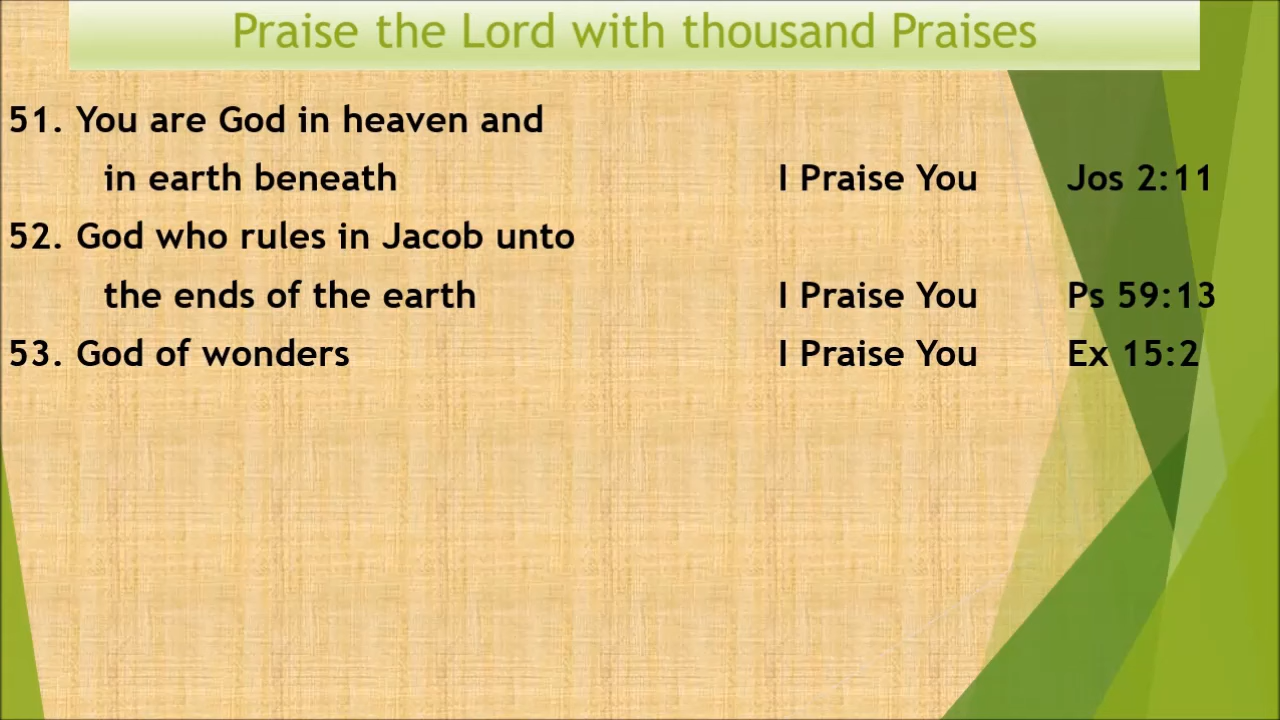 Praise the Lord with thousand Praises
51. You are God in heaven and
in earth beneath I Praise You Jos 2:11
52. God who rules in Jacob unto
the ends of the earth I Praise You Ps 59:13
53. God of wonders I Praise You Ex 15:2